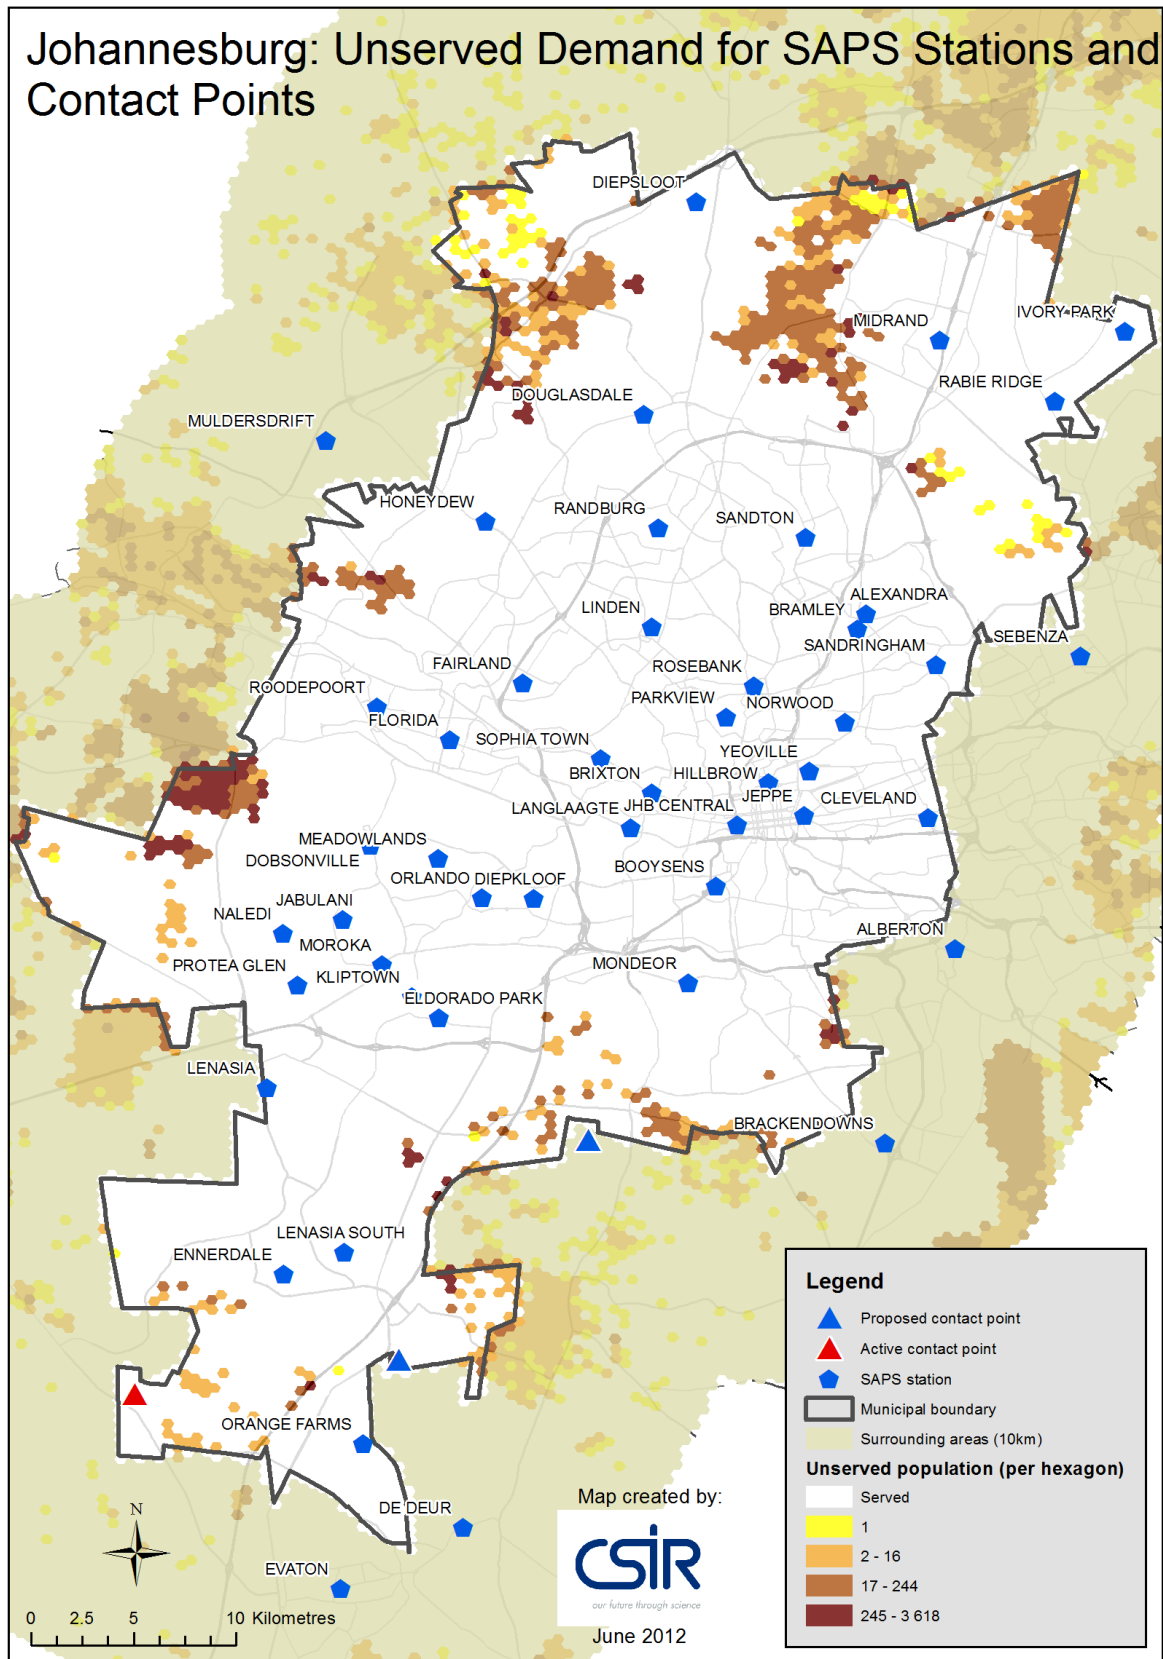 Johannesburg: Unserved Demand for SAPS Stations and
Contact Points
DIEPSLOOT
IVORY PARK
MIDRAND
RABIE RIDGE
DOUGLASDALE
MULDERSDRIFT
HONEYDEW
RANDBURG
SANDTON
ALEXANDRA
BRAMLEY
LINDEN
SEBENZA
SANDRINGHAM
FAIRLAND
ROSEBANK
ROODEPOORT
PARKVIEW
NORWOOD
FLORIDA
SOPHIA TOWN
YEOVILLE
BRIXTON
HILLBROW
JEPPE
CLEVELAND
LANGLAAGTE
JHB CENTRAL
MEADOWLANDS
DOBSONVILLE
BOOYSENS
ORLANDO
DIEPKLOOF
JABULANI
NALEDI
ALBERTON
MOROKA
MONDEOR
PROTEA GLEN
KLIPTOWN
ELDORADO PARK
LENASIA
BRACKENDOWNS
LENASIA SOUTH
ENNERDALE
ORANGE FARMS
DE DEUR
EVATON
N
0 2.5 5 10 Kilometres
Map created by:
CSIR
our future through science
June 2012
Legend
Proposed contact point
Active contact point
SAPS station
Municipal boundary
Surrounding areas (10km)
Unserved population (per hexagon)
Served
1
2 - 16
17 - 244
245 - 3 618